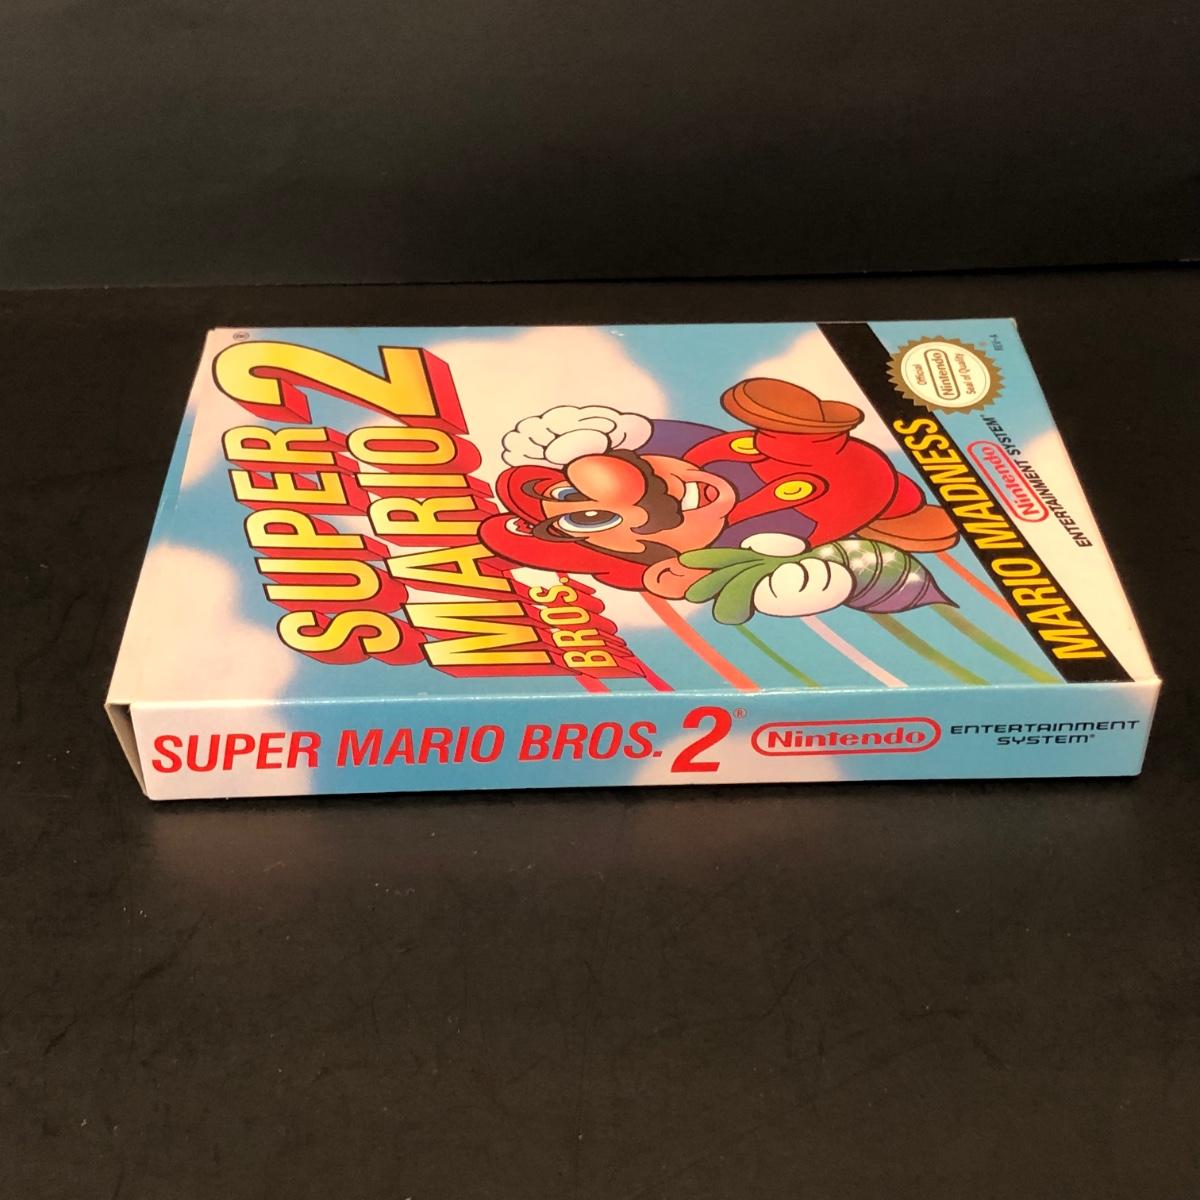 SUPER
MARIO 2
BROS.
®
MARIO MADNESS
Official
Nintendo
Seal of Quality
REV-A
Nintendo
ENTERTAINMENT SYSTEM
SUPER MARIO BROS. 2®
Nintendo
ENTERTAINMENT
SYSTEM®